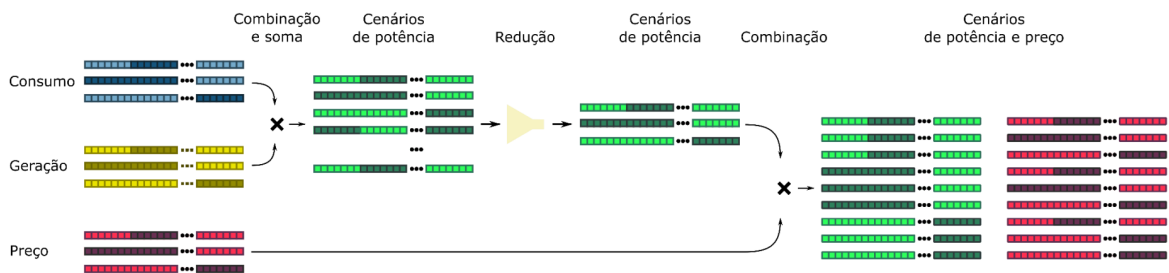 Combinação
e soma
Cenários
de potência
Redução
Cenários
de potência
Combinação
Cenários
de potência e preço
Consumo
Geração
Preço